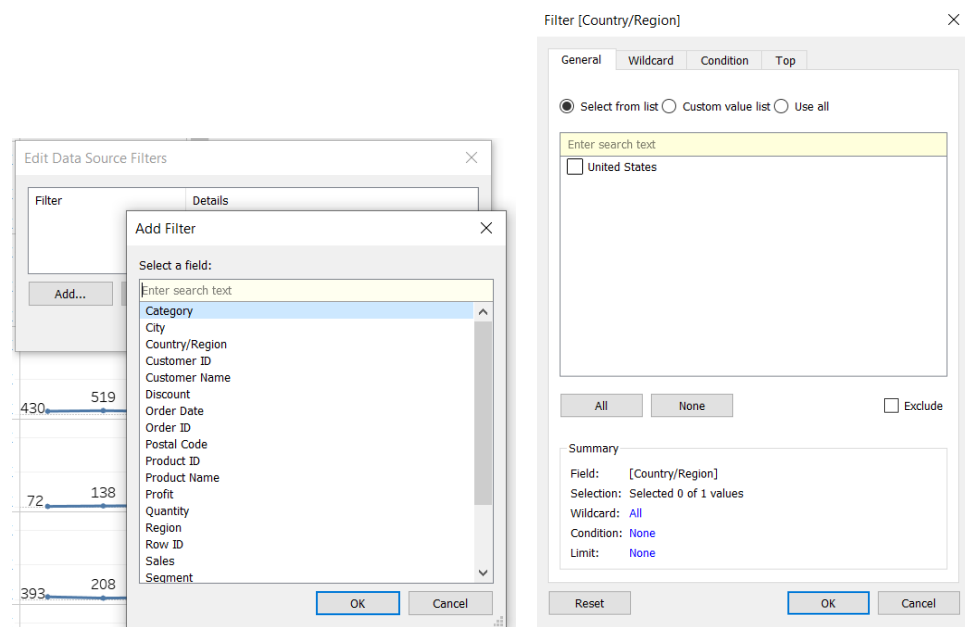 Edit Data Source Filters
Filter Details
Add...
430 519
72 138
393 208
Add Filter
Select a field:
Enter search text
Category
City
Country/Region
Customer ID
Customer Name
Discount
Order Date
Order ID
Postal Code
Product ID
Product Name
Profit
Quantity
Region
Row ID
Sales
Segment
OK Cancel
Filter [Country/Region]
General Wildcard Condition Top
Select from list Custom value list Use all
Enter search text
United States
All None Exclude
Summary
Field: [Country/Region]
Selection: Selected 0 of 1 values
Wildcard: All
Condition: None
Limit: None
Reset OK Cancel